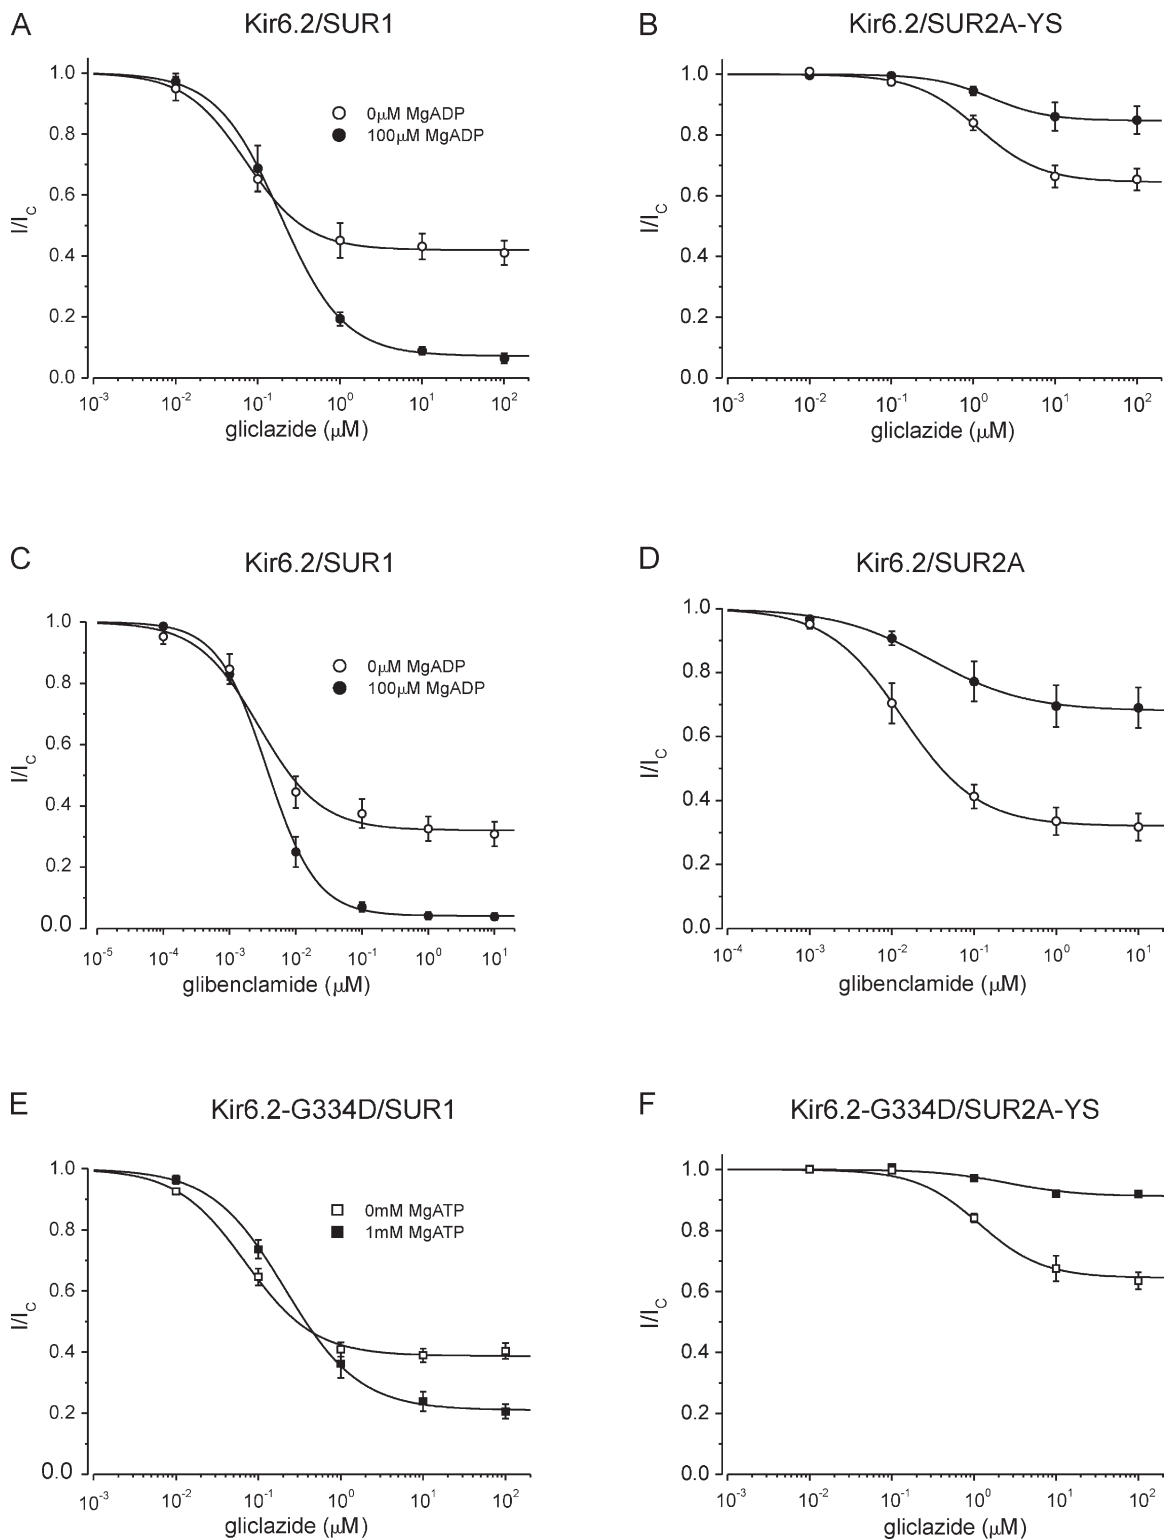 A
Kir6.2/SUR1
1.0
0.8
0.6
0.4
0.2
0.0
I/I_C
0μM MgADP
100μM MgADP
10^-3 10^-2 10^-1 10^0 10^1 10^2
gliclazide (μM)
B
Kir6.2/SUR2A-YS
1.0
0.8
0.6
0.4
0.2
0.0
I/I_C
10^-3 10^-2 10^-1 10^0 10^1 10^2
gliclazide (μM)
C
Kir6.2/SUR1
1.0
0.8
0.6
0.4
0.2
0.0
I/I_C
0μM MgADP
100μM MgADP
10^-5 10^-4 10^-3 10^-2 10^-1 10^0 10^1
glibenclamide (μM)
D
Kir6.2/SUR2A
1.0
0.8
0.6
0.4
0.2
0.0
I/I_C
10^-4 10^-3 10^-2 10^-1 10^0 10^1
glibenclamide (μM)
E
Kir6.2-G334D/SUR1
1.0
0.8
0.6
0.4
0.2
0.0
I/I_C
0mM MgATP
1mM MgATP
10^-3 10^-2 10^-1 10^0 10^1 10^2
gliclazide (μM)
F
Kir6.2-G334D/SUR2A-YS
1.0
0.8
0.6
0.4
0.2
0.0
I/I_C
10^-3 10^-2 10^-1 10^0 10^1 10^2
gliclazide (μM)